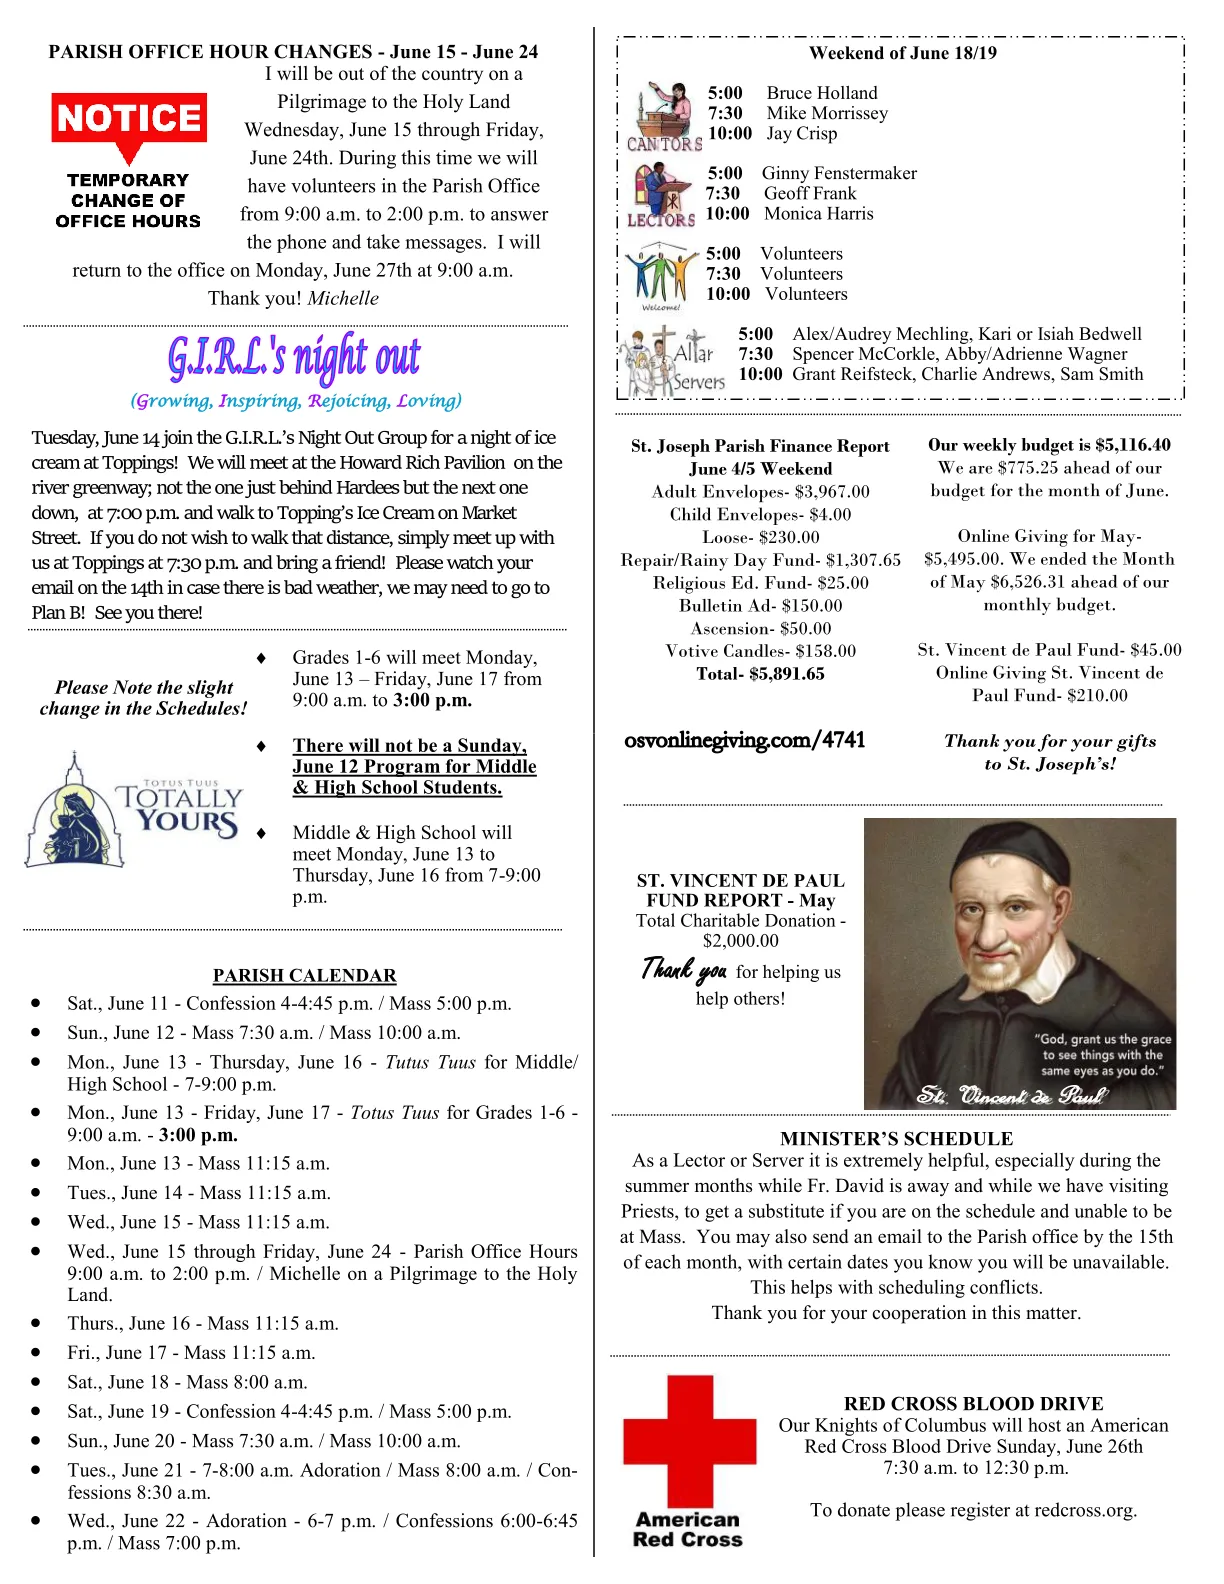 PARISH OFFICE HOUR CHANGES - June 15 - June 24
NOTICE
TEMPORARY
CHANGE OF
OFFICE HOURS
I will be out of the country on a
Pilgrimage to the Holy Land
Wednesday, June 15 through Friday,
June 24th. During this time we will
have volunteers in the Parish Office
from 9:00 a.m. to 2:00 p.m. to answer
the phone and take messages.  I will
return to the office on Monday, June 27th at 9:00 a.m.
Thank you! Michelle
G.I.R.L.'s night out
(Growing, Inspiring, Rejoicing, Loving)
Tuesday, June 14 join the G.I.R.L.'s Night Out Group for a night of ice
cream at Toppings!  We will meet at the Howard Rich Pavilion  on the
river greenway; not the one just behind Hardees but the next one
down,  at 7:00 p.m. and walk to Topping's Ice Cream on Market
Street.  If you do not wish to walk that distance, simply meet up with
us at Toppings at 7:30 p.m. and bring a friend!  Please watch your
email on the 14th in case there is bad weather, we may need to go to
Plan B!  See you there!
Please Note the slight
change in the Schedules!
TOTUS TUUS
TOTALLY
YOURS
♦ Grades 1-6 will meet Monday,
June 13 – Friday, June 17 from
9:00 a.m. to 3:00 p.m.
♦ There will not be a Sunday,
June 12 Program for Middle
& High School Students.
♦ Middle & High School will
meet Monday, June 13 to
Thursday, June 16 from 7-9:00
p.m.
PARISH CALENDAR
• Sat., June 11 - Confession 4-4:45 p.m. / Mass 5:00 p.m.
• Sun., June 12 - Mass 7:30 a.m. / Mass 10:00 a.m.
• Mon., June 13 - Thursday, June 16 - Tutus Tuus for Middle/
High School - 7-9:00 p.m.
• Mon., June 13 - Friday, June 17 - Totus Tuus for Grades 1-6 -
9:00 a.m. - 3:00 p.m.
• Mon., June 13 - Mass 11:15 a.m.
• Tues., June 14 - Mass 11:15 a.m.
• Wed., June 15 - Mass 11:15 a.m.
• Wed., June 15 through Friday, June 24 - Parish Office Hours
9:00 a.m. to 2:00 p.m. / Michelle on a Pilgrimage to the Holy
Land.
• Thurs., June 16 - Mass 11:15 a.m.
• Fri., June 17 - Mass 11:15 a.m.
• Sat., June 18 - Mass 8:00 a.m.
• Sat., June 19 - Confession 4-4:45 p.m. / Mass 5:00 p.m.
• Sun., June 20 - Mass 7:30 a.m. / Mass 10:00 a.m.
• Tues., June 21 - 7-8:00 a.m. Adoration / Mass 8:00 a.m. / Con-
fessions 8:30 a.m.
• Wed., June 22 - Adoration - 6-7 p.m. / Confessions 6:00-6:45
p.m. / Mass 7:00 p.m.
Weekend of June 18/19
CANTORS
5:00 Bruce Holland
7:30 Mike Morrissey
10:00 Jay Crisp
LECTORS
5:00 Ginny Fenstermaker
7:30 Geoff Frank
10:00 Monica Harris
Welcome!
5:00 Volunteers
7:30 Volunteers
10:00 Volunteers
Altar
Servers
5:00 Alex/Audrey Mechling, Kari or Isiah Bedwell
7:30 Spencer McCorkle, Abby/Adrienne Wagner
10:00 Grant Reifsteck, Charlie Andrews, Sam Smith
St. Joseph Parish Finance Report
June 4/5 Weekend
Adult Envelopes- $3,967.00
Child Envelopes- $4.00
Loose- $230.00
Repair/Rainy Day Fund- $1,307.65
Religious Ed. Fund- $25.00
Bulletin Ad- $150.00
Ascension- $50.00
Votive Candles- $158.00
Total- $5,891.65
osvonlinegiving.com/4741
Our weekly budget is $5,116.40
We are $775.25 ahead of our
budget for the month of June.
Online Giving for May-
$5,495.00. We ended the Month
of May $6,526.31 ahead of our
monthly budget.
St. Vincent de Paul Fund- $45.00
Online Giving St. Vincent de
Paul Fund- $210.00
Thank you for your gifts
to St. Joseph's!
ST. VINCENT DE PAUL
FUND REPORT - May
Total Charitable Donation -
$2,000.00
Thank you for helping us
help others!
"God, grant us the grace
to see things with the
same eyes as you do."
St. Vincent de Paul
MINISTER'S SCHEDULE
As a Lector or Server it is extremely helpful, especially during the
summer months while Fr. David is away and while we have visiting
Priests, to get a substitute if you are on the schedule and unable to be
at Mass.  You may also send an email to the Parish office by the 15th
of each month, with certain dates you know you will be unavailable.
This helps with scheduling conflicts.
Thank you for your cooperation in this matter.
American
Red Cross
RED CROSS BLOOD DRIVE
Our Knights of Columbus will host an American
Red Cross Blood Drive Sunday, June 26th
7:30 a.m. to 12:30 p.m.
To donate please register at redcross.org.